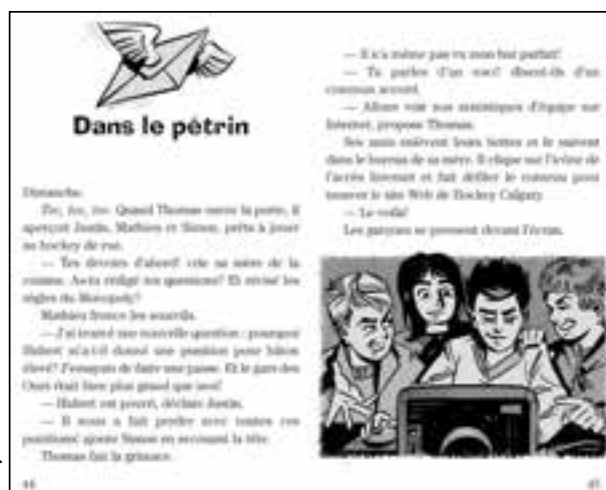 Dans le pétrin
Dimanche.
Toc, toc, toc. Quand Thomas ouvre la porte, il
aperçoit Justin, Mathieu et Simon, prêts à jouer
au hockey de rue.
— Tes devoirs d'abord! crie sa mère de la
cuisine. As-tu rédigé tes questions? Et révisé les
règles du Monopoly?
Mathieu fronce les sourcils.
— J'ai trouvé une nouvelle question : pourquoi
Hubert m'a-t-il donné une punition pour bâton
élevé? J'essayais de faire une passe. Et le gars des
Ours était bien plus grand que moi!
— Hubert est pourri, déclare Justin.
— Il nous a fait perdre avec toutes ces
punitions! ajoute Simon en secouant la tête.
Thomas fait la grimace.
44
— Il n'a même pas vu mon but parfait!
— Tu parles d'un nul! disent-ils d'un
commun accord.
— Allons voir nos statistiques d'équipe sur
Internet, propose Thomas.
Ses amis enlèvent leurs bottes et le suivent
dans le bureau de sa mère. Il clique sur l'icône de
l'accès Internet et fait défiler le contenu pour
trouver le site Web de Hockey Calgary.
— Le voilà!
Les garçons se pressent devant l'écran.
45